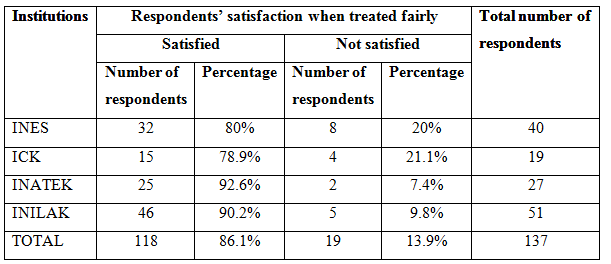 Institutions Respondents’ satisfaction when treated fairly Total number of
respondents
Satisfied Not satisfied
Number of Percentage Number of Percentage
respondents respondents
INES 32 80% 8 20% 40
ICK 15 78.9% 4 21.1% 19
INATEK 25 92.6% 2 7.4% 27
INILAK 46 90.2% 5 9.8% 51
TOTAL 118 86.1% 19 13.9% 137